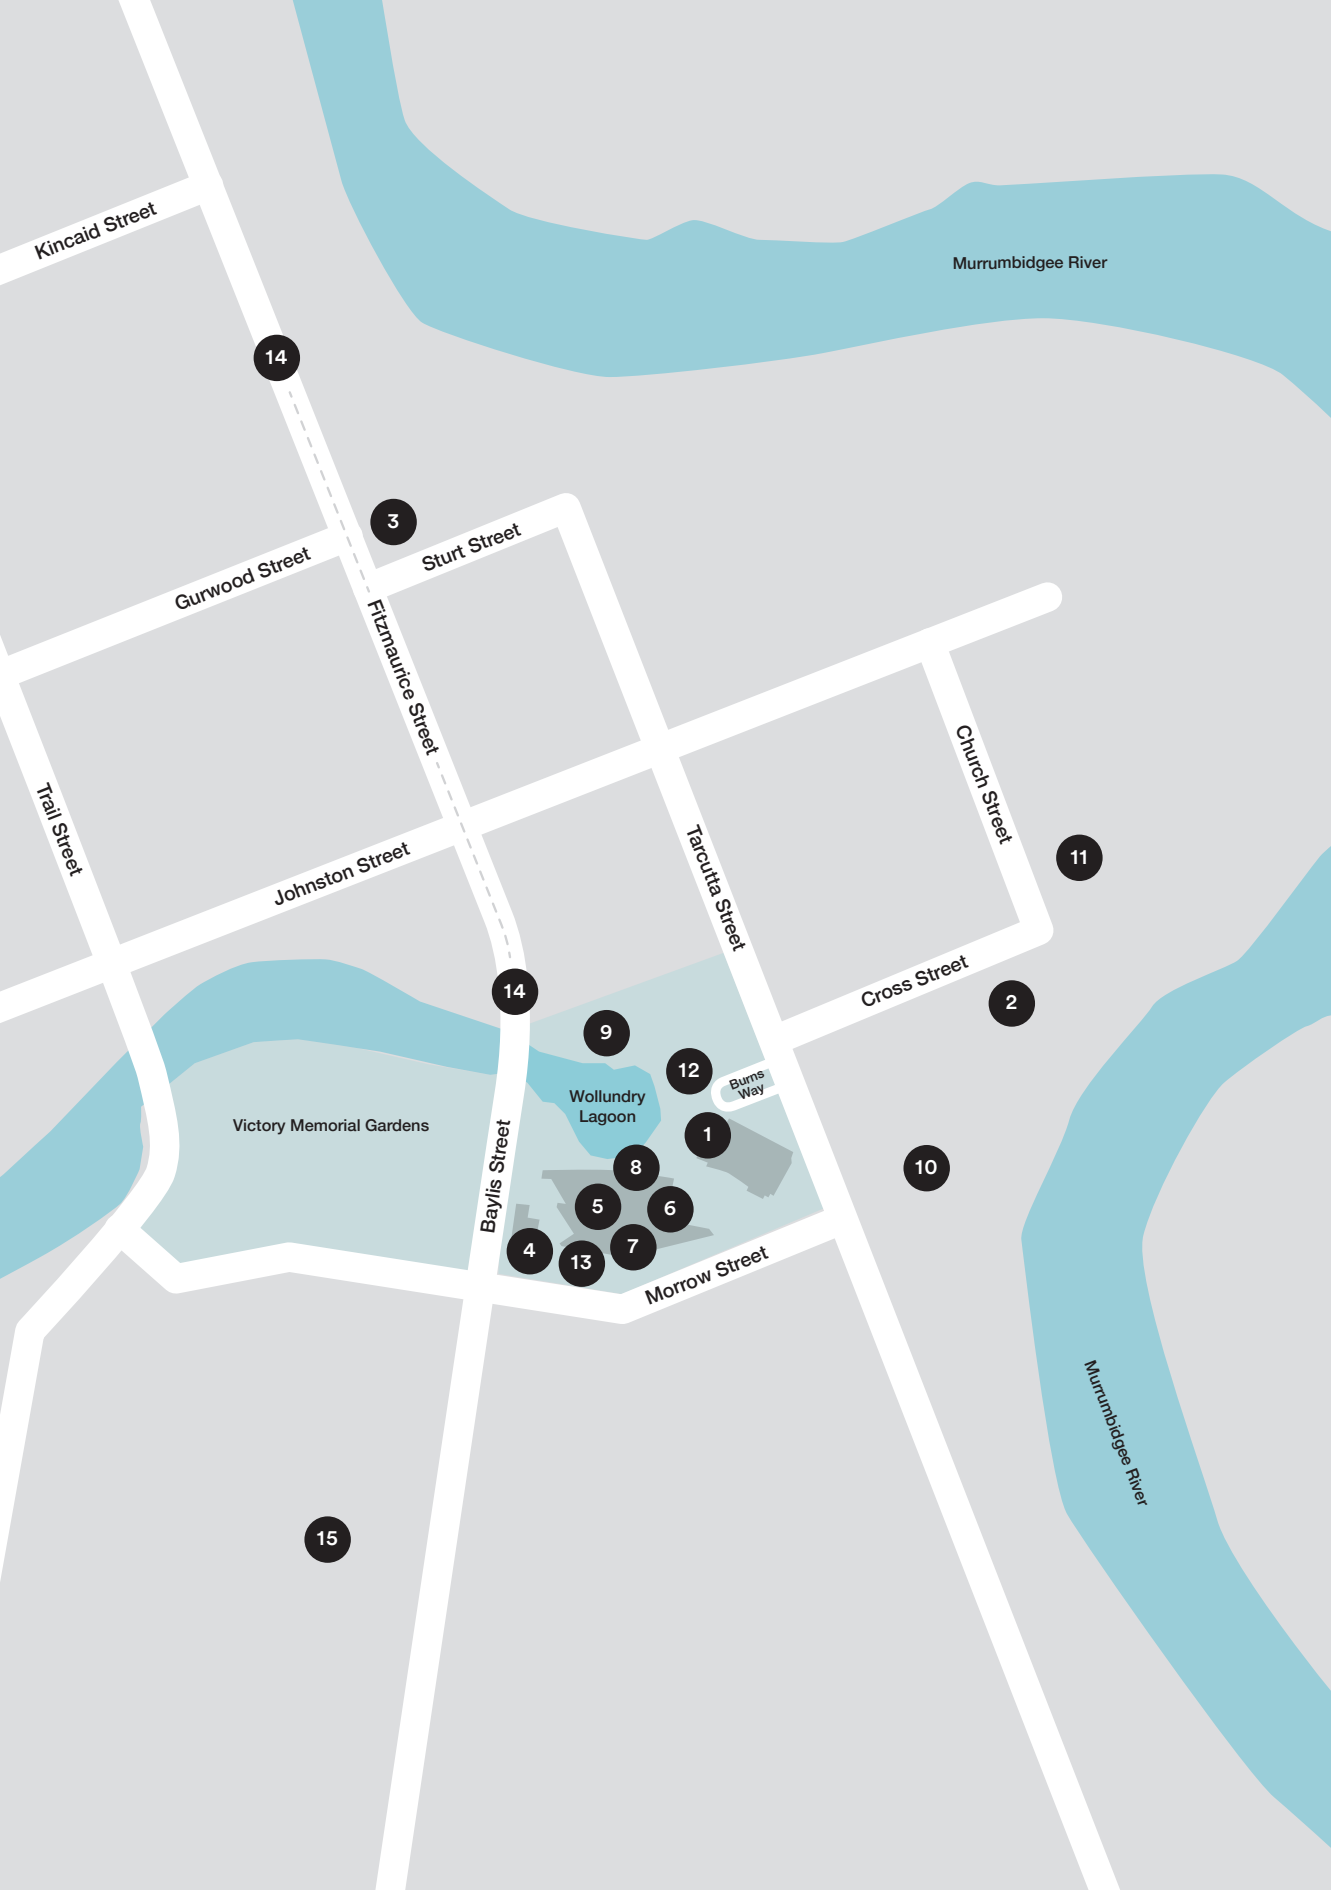 Kincaid Street
Murrumbidgee River
14
3
Sturt Street
Gurwood Street
Fitzmaurice Street
Church Street
Trail Street
Tarcutta Street
11
Johnston Street
Cross Street
14
2
9
12
Burns
Way
Wollundry
Lagoon
Victory Memorial Gardens
1
Baylis Street
8
10
5
6
4
7
13
Morrow Street
Murrumbidgee River
15